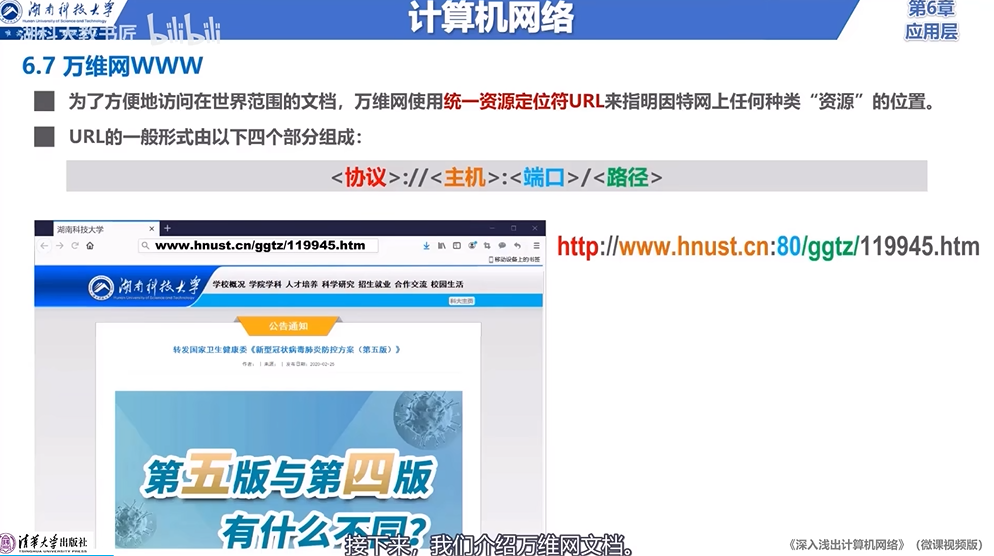 湖南科技大学
Hunan University of Science and Technology
湖科大教书匠 bilibili
计算机网络
第6章
应用层
6.7 万维网WWW
为了方便地访问在世界范围的文档，万维网使用统一资源定位符URL来指明因特网上任何种类“资源”的位置。
URL的一般形式由以下四个部分组成：
<协议>://<主机>:<端口>/<路径>
湖南科技大学
www.hnust.cn/ggtz/119945.htm
http://www.hnust.cn:80/ggtz/119945.htm
移动设备上的书签
湖南科技大学
Hunan University of Science and Technology
学校概况 学院学科 人才培养 科学研究 招生就业 合作交流 校园生活
科大主页
公告通知
转发国家卫生健康委《新型冠状病毒肺炎防控方案（第五版）》
作者： | 来源： | 发布日期：2020-02-25
第五版与第四版
有什么不同?
清华大学出版社
TSINGHUA UNIVERSITY PRESS
接下来，我们介绍万维网文档。
《深入浅出计算机网络》（微课视频版）